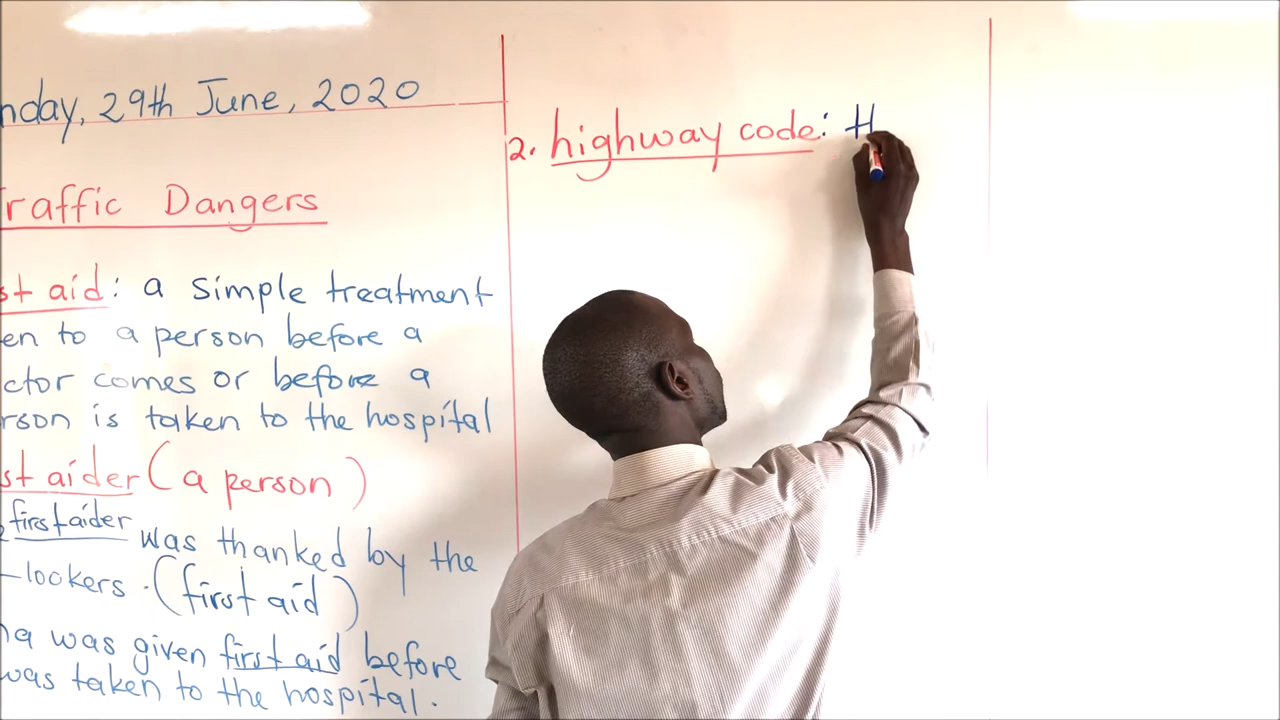 nday, 29th June, 2020
raffic Dangers
st aid: a simple treatment
en to a person before a
ctor comes or before a
rson is taken to the hospital
st aider (a person)
first aider was thanked by the
-lookers. (first aid)
a was given first aid before
was taken to the hospital.
2. highway code: H